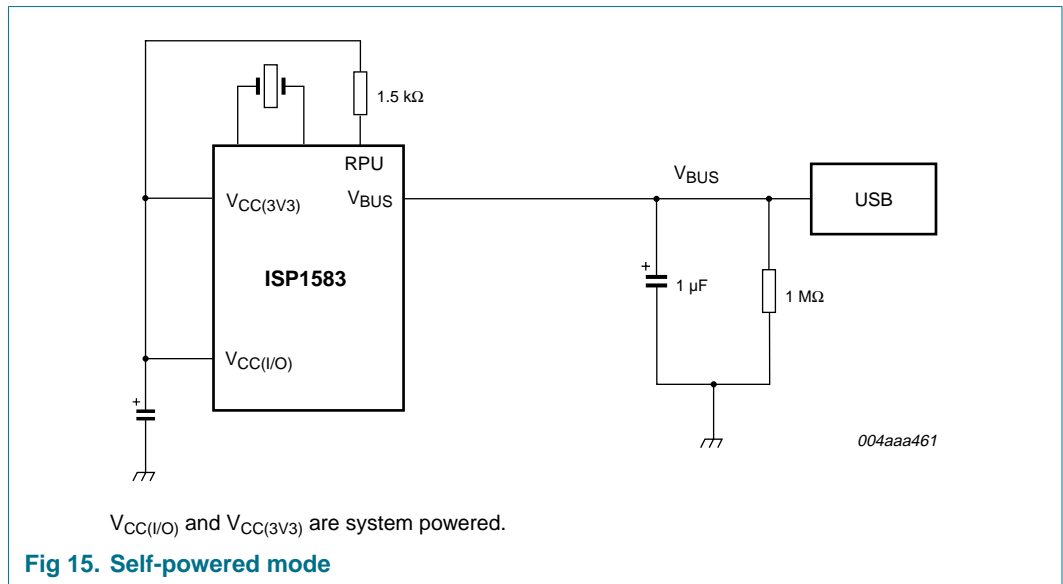 1.5 kΩ
RPU
VCC(3V3)
VBUS
VBUS
USB
ISP1583
+
1 μF
1 MΩ
VCC(I/O)
+
004aaa461
VCC(I/O) and VCC(3V3) are system powered.
Fig 15. Self-powered mode